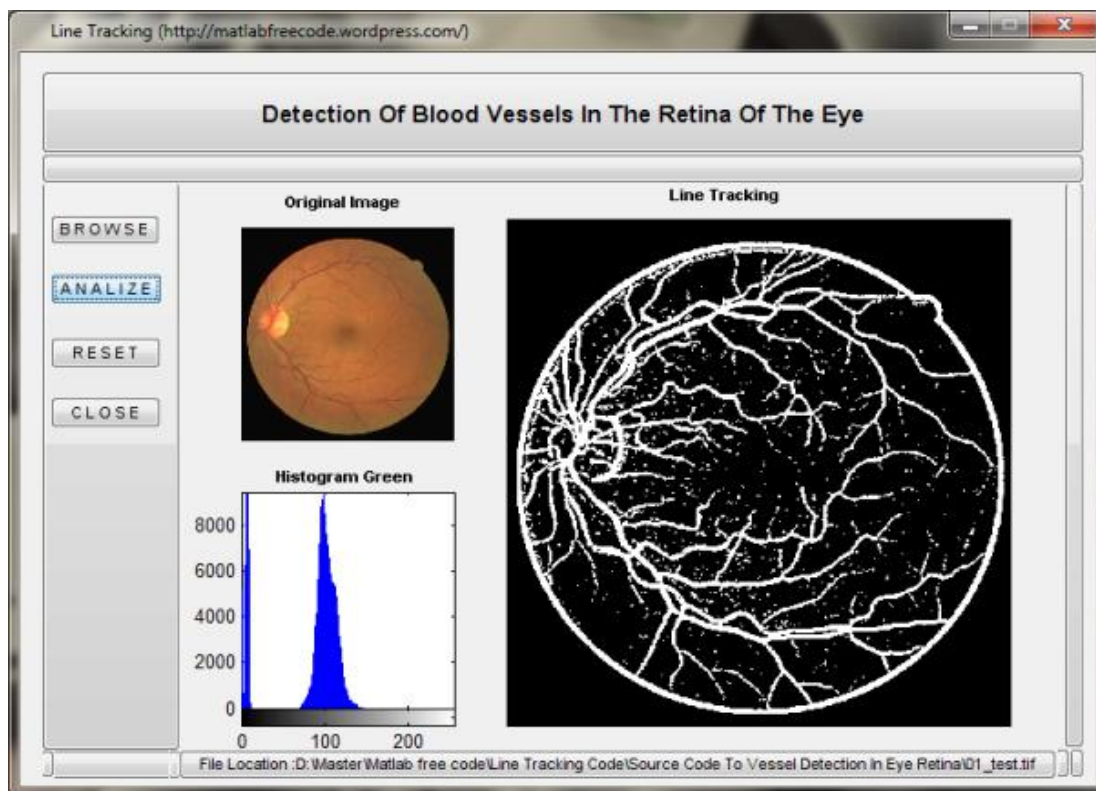 Line Tracking (http://matlabfreecode.wordpress.com/)
Detection Of Blood Vessels In The Retina Of The Eye
BROWSE
ANALIZE
RESET
CLOSE
Original Image
Line Tracking
Histogram Green
8000
6000
4000
2000
0
0 100 200
File Location :D:\Master\Matlab free code\Line Tracking Code\Source Code To Vessel Detection In Eye Retina\01_test.tif